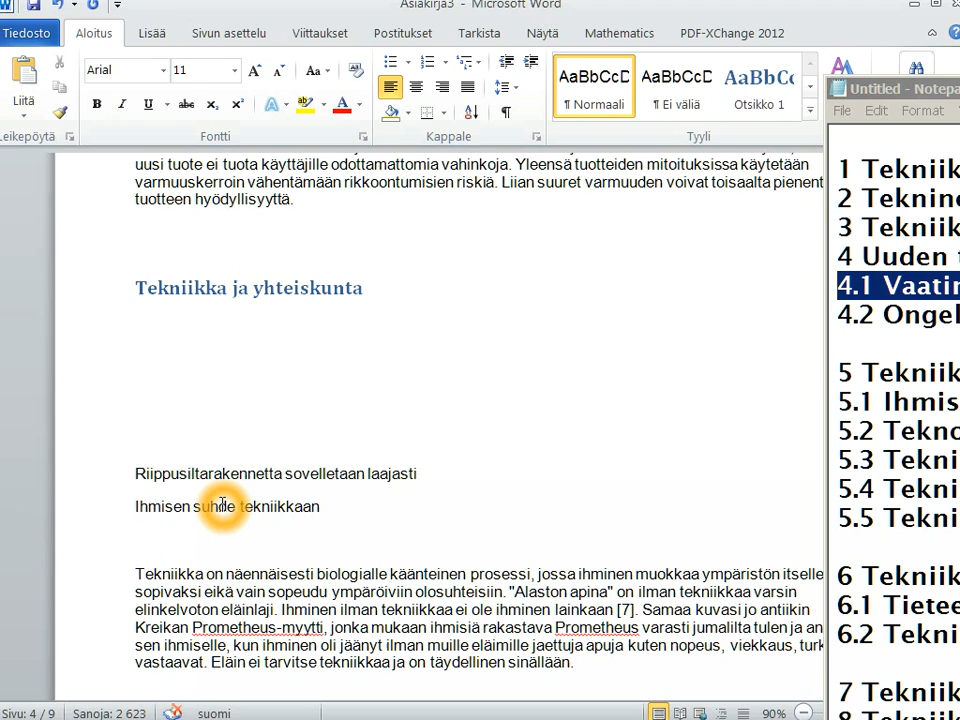 Asiakirja3 - Microsoft Word
Tiedosto Aloitus Lisää Sivun asettelu Viittaukset Postitukset Tarkista Näytä Mathematics PDF-XChange 2012
Liitä
Arial 11
Aa
B I U abc x₂ x² A A
AaBbCcD AaBbCcD AaBbCc
¶ Normaali ¶ Ei väliä Otsikko 1
Leikepöytä Fontti Kappale Tyyli
Untitled - Notepa
File Edit Format
uusi tuote ei tuota käyttäjille odottamattomia vahinkoja. Yleensä tuotteiden mitoituksissa käytetään
varmuuskerroin vähentämään rikkoontumisien riskiä. Liian suuret varmuuden voivat toisaalta pienent
tuotteen hyödyllisyyttä.
Tekniikka ja yhteiskunta
Riippusiltarakennetta sovelletaan laajasti
Ihmisen suhde tekniikkaan
Tekniikka on näennäisesti biologialle käänteinen prosessi, jossa ihminen muokkaa ympäristön itselle
sopivaksi eikä vain sopeudu ympäröiviin olosuhteisiin. "Alaston apina" on ilman tekniikkaa varsin
elinkelvoton eläinlaji. Ihminen ilman tekniikkaa ei ole ihminen lainkaan [7]. Samaa kuvasi jo antiikin
Kreikan Prometheus-myytti, jonka mukaan ihmisiä rakastava Prometheus varasti jumalilta tulen ja an
sen ihmiselle, kun ihminen oli jäänyt ilman muille eläimille jaettuja apuja kuten nopeus, viekkaus, turk
vastaavat. Eläin ei tarvitse tekniikkaa ja on täydellinen sinällään.
1 Tekniik
2 Teknine
3 Tekniik
4 Uuden t
4.1 Vaatim
4.2 Ongel
5 Tekniik
5.1 Ihmis
5.2 Tekno
5.3 Tekni
5.4 Tekni
5.5 Tekni
6 Tekniik
6.1 Tietee
6.2 Tekni
7 Tekniik
Sivu: 4 / 9 Sanoja: 2 623 suomi 90%